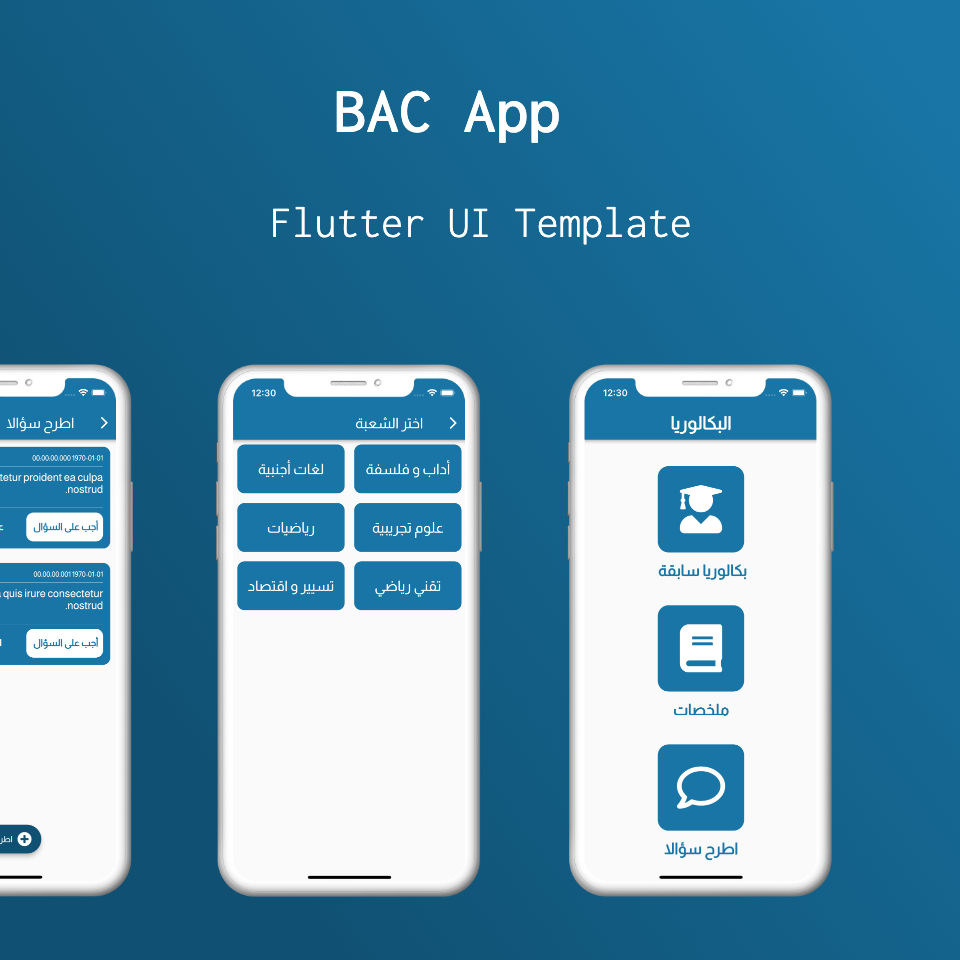 BAC App
Flutter UI Template
12:30
البكالوريا
بكالوريا سابقة
ملخصات
اطرح سؤالا
12:30
اختر الشعبة
أداب و فلسفة
لغات أجنبية
علوم تجريبية
رياضيات
تقني رياضي
تسيير و اقتصاد
اطرح سؤالا
00.00.00.000 1970-01-01
proident ea culpa
.nostrud
أجب على السؤال
00.00.00.001 1970-01-01
quis irure consectetur
.nostrud
أجب على السؤال